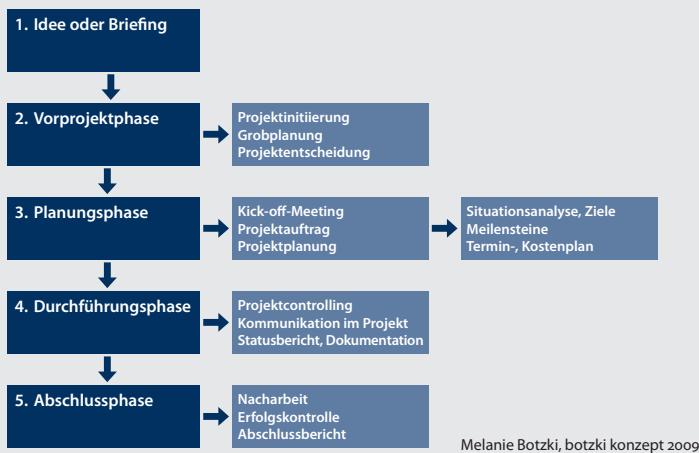 1. Idee oder Briefing
2. Vorprojektphase
Projektinitiierung
Grobplanung
Projektentscheidung
3. Planungsphase
Kick-off-Meeting
Projektauftrag
Projektplanung
Situationsanalyse, Ziele
Meilensteine
Termin-, Kostenplan
4. Durchführungsphase
Projektcontrolling
Kommunikation im Projekt
Statusbericht, Dokumentation
5. Abschlussphase
Nacharbeit
Erfolgskontrolle
Abschlussbericht
Melanie Botzki, botzki konzept 2009